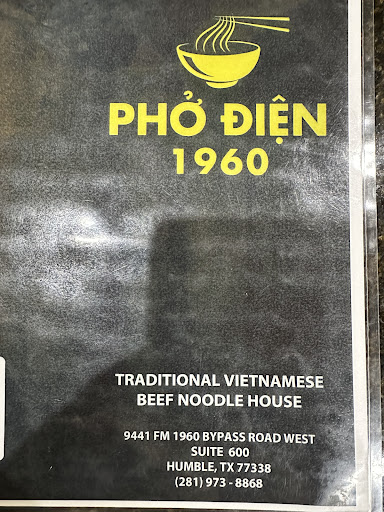 PHỞ ĐIỆN
1960
TRADITIONAL VIETNAMESE
BEEF NOODLE HOUSE
9441 FM 1960 BYPASS ROAD WEST
SUITE 600
HUMBLE, TX 77338
(281) 973 - 8868